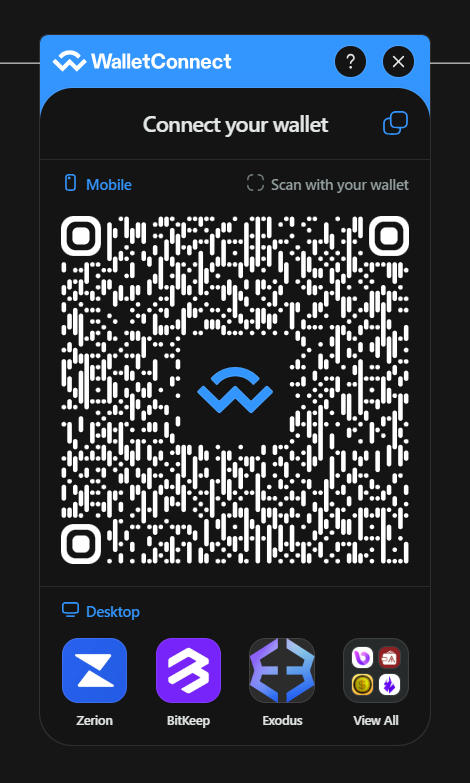 WalletConnect
?
Connect your wallet
Mobile
Scan with your wallet
Desktop
Zerion
BitKeep
Exodus
View All